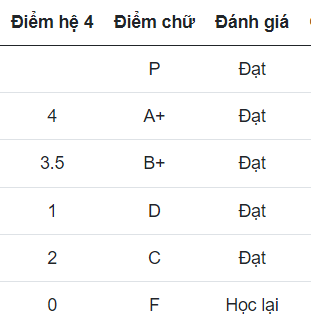 Điểm hệ 4 Điểm chữ Đánh giá
P Đạt
4 A+ Đạt
3.5 B+ Đạt
1 D Đạt
2 C Đạt
0 F Học lại